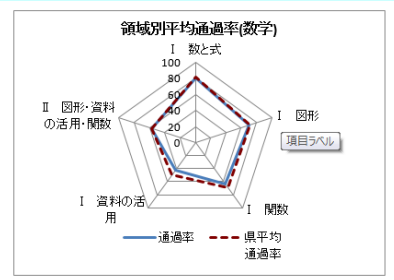 領域別平均通過率(数学)
Ⅰ 数と式
100
80
60
40
20
0
Ⅰ 図形
項目ラベル
Ⅰ 関数
Ⅰ 資料の活
用
Ⅱ 図形・資料
の活用・関数
通過率
県平均
通過率